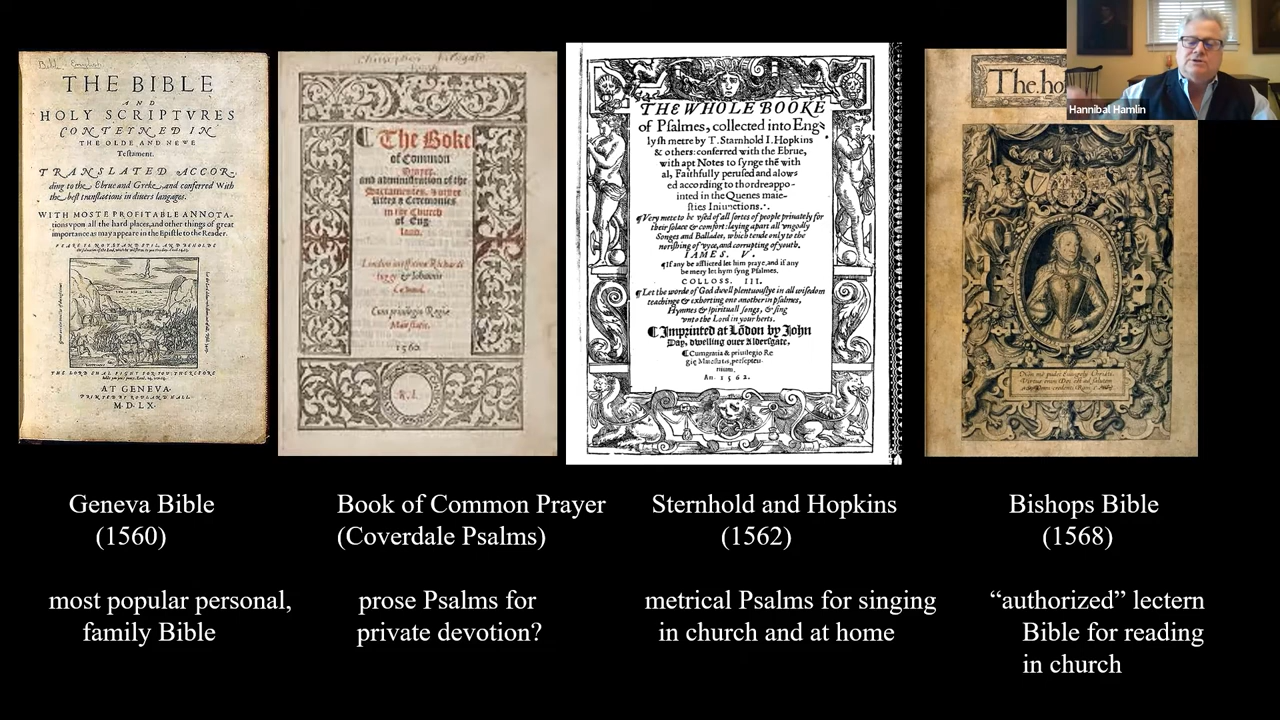 Hannibal Hamlin
THE BIBLE
AND
HOLY SCRIPTVRES
CONTEYNED IN
THE OLDE AND NEWE
Testament.
TRANSLATED ACCOR-
ding to the Ebrue and Greke, and conferred With
the best translations in diuers langages.
WITH MOSTE PROFITABLE ANNOTA-
tions vpon all the hard places, and other things of great
importance as may appeare in the Epistle to the Reader.
AT GENEVA.
PRINTED BY ROVLAND HALL.
M.D.LX.
The Boke
of Common
and administration of the
Sacramentes,
Rites & Ceremonies
in the Church
of Eng
land.
Cum priuilegio Regie
Maiestatis.
1560
THE WHOLE BOOKE
of Psalmes, collected into Eng
lysh metre by T. Starnhold I. Hopkins
& others: conferred with the Ebrue,
with apt Notes to synge thē with
al, Faithfully perused and alow
ed according to thordre appo-
inted in the Quenes maie-
sties Iniunctions.
Very mete to be vsed of all sortes of people priuately for
their solace & comfort: laying apart all vngodly
Songes and Ballades, which tende only to the
norishing of vyce, and corrupting of youth.
IAMES. V.
If any be afflicted let him praye, and if any
be mery let hym syng Psalmes.
COLLOSS. III.
Let the worde of God dwell plentuouslye in all wisedom
teachinge & exhorting one another in psalmes,
Hymnes & spirituall songs, & sing
vnto the Lord in your herts.
Imprinted at Lōdon by John
Day, dwelling ouer Aldersgate.
An. 1562.
The ho
Geneva Bible
(1560)
most popular personal,
family Bible
Book of Common Prayer
(Coverdale Psalms)
prose Psalms for
private devotion?
Sternhold and Hopkins
(1562)
metrical Psalms for singing
in church and at home
Bishops Bible
(1568)
“authorized” lectern
Bible for reading
in church